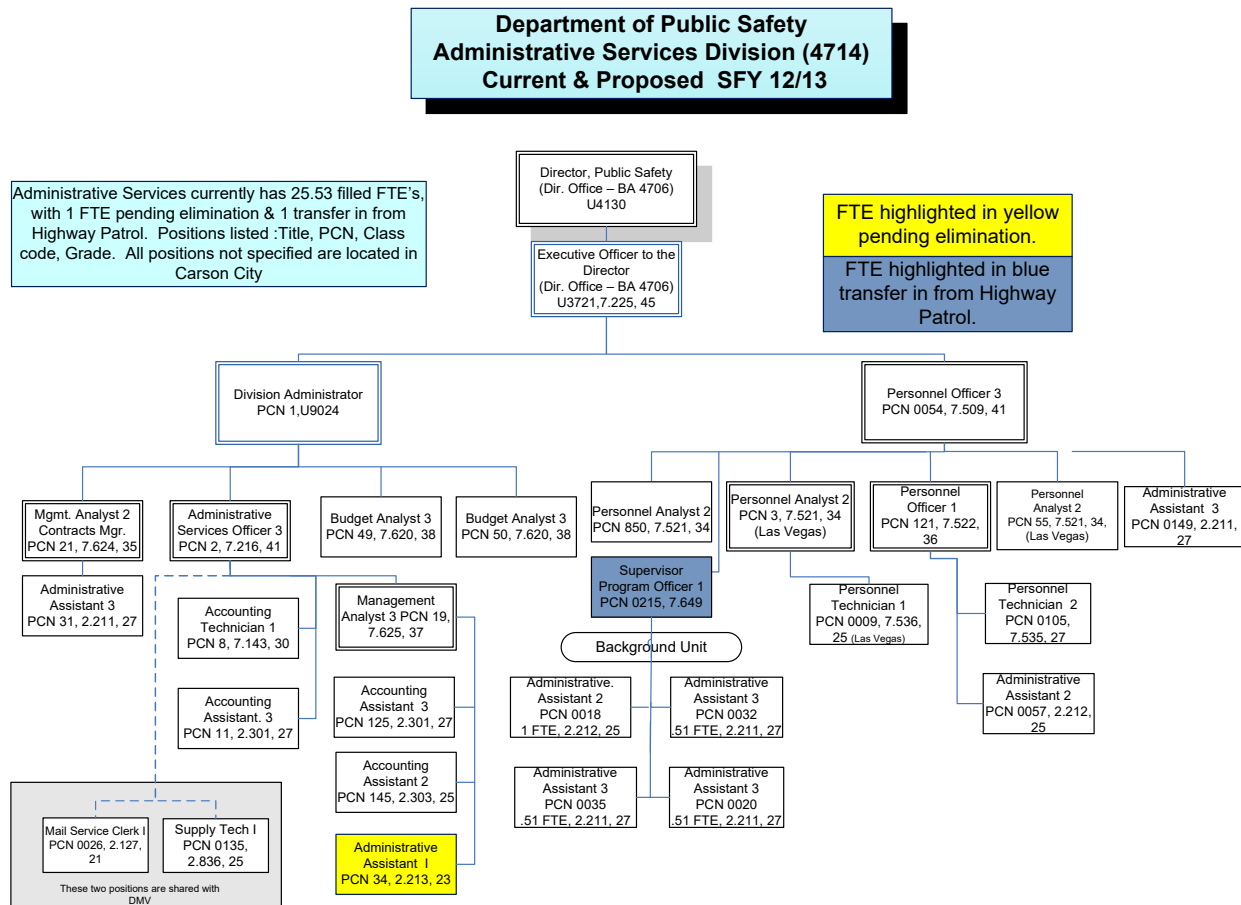 Department of Public Safety
Administrative Services Division (4714)
Current & Proposed  SFY 12/13
Director, Public Safety
(Dir. Office – BA 4706)
U4130
Administrative Services currently has 25.53 filled FTE's,
with 1 FTE pending elimination & 1 transfer in from
Highway Patrol.  Positions listed :Title, PCN, Class
code, Grade.  All positions not specified are located in
Carson City
FTE highlighted in yellow
pending elimination.
FTE highlighted in blue
transfer in from Highway
Patrol.
Executive Officer to the
Director
(Dir. Office – BA 4706)
U3721,7.225, 45
Division Administrator
PCN 1,U9024
Personnel Officer 3
PCN 0054, 7.509, 41
Mgmt. Analyst 2
Contracts Mgr.
PCN 21, 7.624, 35
Administrative
Services Officer 3
PCN 2, 7.216, 41
Budget Analyst 3
PCN 49, 7.620, 38
Budget Analyst 3
PCN 50, 7.620, 38
Personnel Analyst 2
PCN 850, 7.521, 34
Personnel Analyst 2
PCN 3, 7.521, 34
(Las Vegas)
Personnel
Officer 1
PCN 121, 7.522,
36
Personnel
Analyst 2
PCN 55, 7.521, 34,
(Las Vegas)
Administrative
Assistant  3
PCN 0149, 2.211,
27
Administrative
Assistant 3
PCN 31, 2.211, 27
Accounting
Technician 1
PCN 8, 7.143, 30
Management
Analyst 3 PCN 19,
7.625, 37
Supervisor
Program Officer 1
PCN 0215, 7.649
Personnel
Technician 1
PCN 0009, 7.536,
25 (Las Vegas)
Personnel
Technician  2
PCN 0105,
7.535, 27
Background Unit
Accounting
Assistant. 3
PCN 11, 2.301, 27
Accounting
Assistant  3
PCN 125, 2.301, 27
Administrative.
Assistant 2
PCN 0018
1 FTE, 2.212, 25
Administrative
Assistant 3
PCN 0032
.51 FTE, 2.211, 27
Administrative
Assistant 2
PCN 0057, 2.212,
25
Accounting
Assistant 2
PCN 145, 2.303, 25
Administrative
Assistant 3
PCN 0035
.51 FTE, 2.211, 27
Administrative
Assistant 3
PCN 0020
.51 FTE, 2.211, 27
Mail Service Clerk I
PCN 0026, 2.127,
21
Supply Tech I
PCN 0135,
2.836, 25
Administrative
Assistant  I
PCN 34, 2.213, 23
These two positions are shared with
DMV